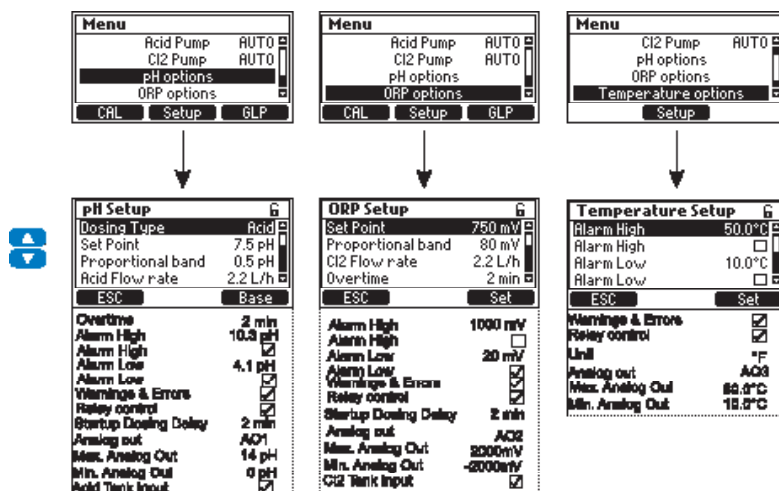 Menu
Acid Pump AUTO
Cl2 Pump AUTO
pH options
ORP options
CAL Setup GLP
Menu
Acid Pump AUTO
Cl2 Pump AUTO
pH options
ORP options
CAL Setup GLP
Menu
Cl2 Pump AUTO
pH options
ORP options
Temperature options
Setup
pH Setup
Dosing Type Acid
Set Point 7.5 pH
Proportional band 0.5 pH
Acid Flow rate 2.2 L/h
ESC Base
Overtime 2 min
Alarm High 10.3 pH
Alarm High
Alarm Low 4.1 pH
Alarm Low
Warnings & Errors
Relay control
Startup Dosing Delay 2 min
Analog out AO1
Max. Analog Out 14 pH
Min. Analog Out 0 pH
Acid Tank Input
ORP Setup
Set Point 750 mV
Proportional band 80 mV
Cl2 Flow rate 2.2 L/h
Overtime 2 min
ESC Set
Alarm High 1000 mV
Alarm High
Alarm Low 20 mV
Alarm Low
Warnings & Errors
Relay control
Startup Dosing Delay 2 min
Analog out AO2
Max. Analog Out 2000mV
Min. Analog Out -2000mV
Cl2 Tank Input
Temperature Setup
Alarm High 50.0°C
Alarm High
Alarm Low 10.0°C
Alarm Low
ESC Set
Warnings & Errors
Relay control
Unit °F
Analog out AO3
Max. Analog Out
Min. Analog Out